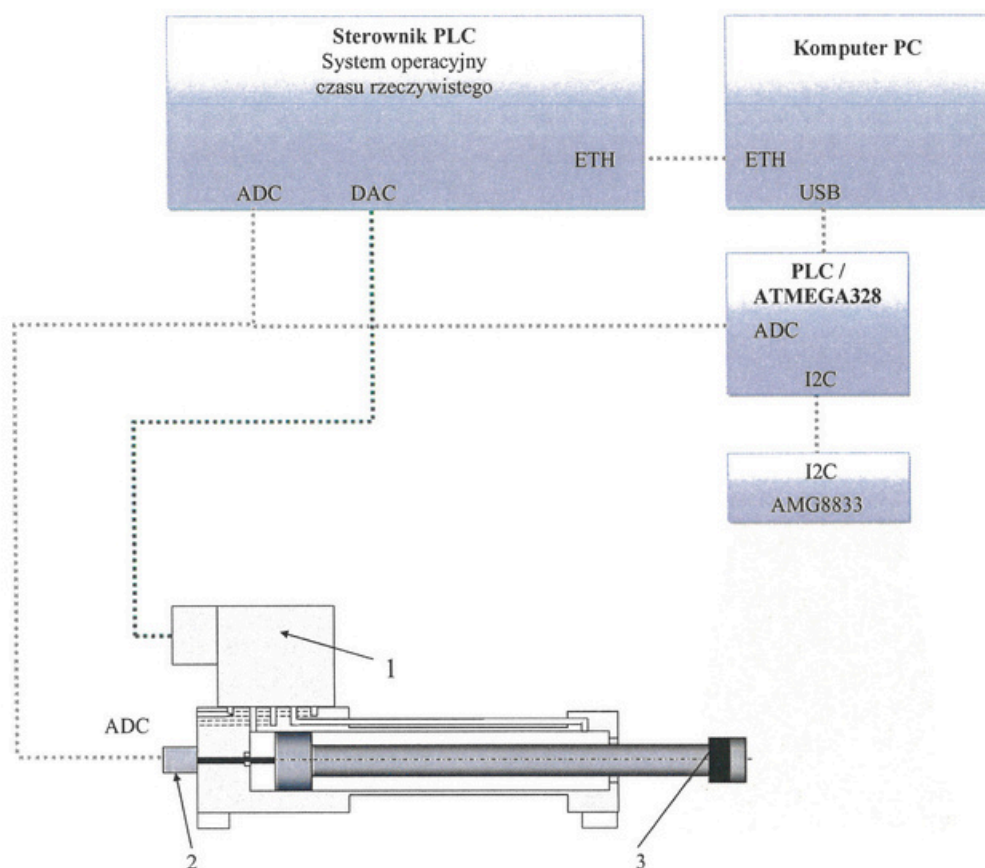 Sterownik PLC
System operacyjny
czasu rzeczywistego
ETH
ADC
DAC
Komputer PC
ETH
USB
PLC /
ATMEGA328
ADC
I2C
I2C
AMG8833
1
ADC
2
3